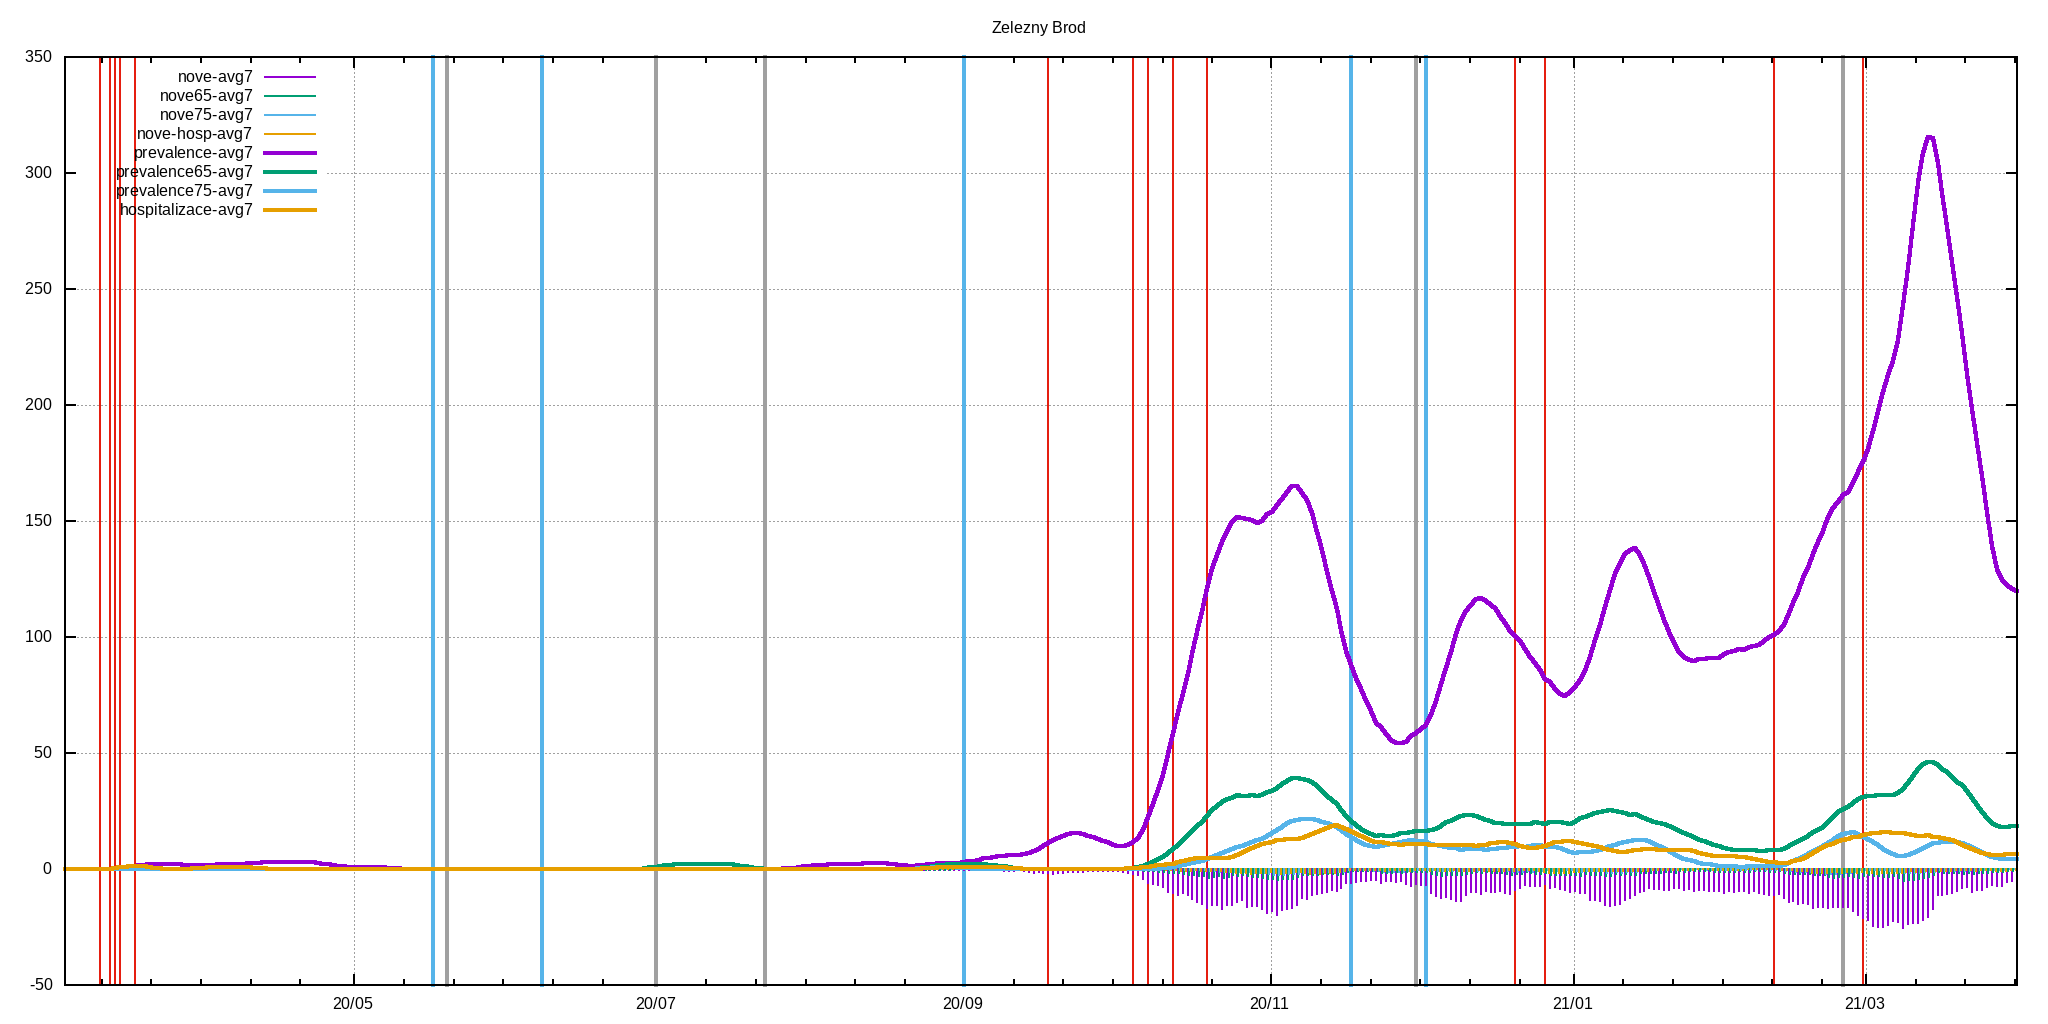 Zelezny Brod
350
300
250
200
150
100
50
0
-50
nove-avg7
nove65-avg7
nove75-avg7
nove-hosp-avg7
prevalence-avg7
prevalence65-avg7
prevalence75-avg7
hospitalizace-avg7
20/05
20/07
20/09
20/11
21/01
21/03